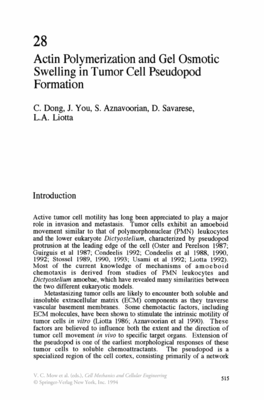 28
Actin Polymerization and Gel Osmotic
Swelling in Tumor Cell Pseudopod
Formation
C. Dong, J. You, S. Aznavoorian, D. Savarese,
L.A. Liotta
Introduction
Active tumor cell motility has long been appreciated to play a major
role in invasion and metastasis. Tumor cells exhibit an amoeboid
movement similar to that of polymorphonuclear (PMN) leukocytes
and the lower eukaryote Dictyostelium, characterized by pseudopod
protrusion at the leading edge of the cell (Oster and Perelson 1987;
Guirguis et al 1987; Condeelis 1992; Condeelis et al 1988, 1990,
1992; Stossel 1989, 1990, 1993; Usami et al 1992; Liotta 1992).
Most of the current knowledge of mechanisms of amoeboid
chemotaxis is derived from studies of PMN leukocytes and
Dictyostelium amoebae, which have revealed many similarities between
the two different eukaryotic models.
Metastasizing tumor cells are likely to encounter both soluble and
insoluble extracellular matrix (ECM) components as they traverse
vascular basement membranes. Some chemotactic factors, including
ECM molecules, have been shown to stimulate the intrinsic motility of
tumor cells in vitro (Liotta 1986; Aznavoorian et al 1990). These
factors are believed to influence both the extent and the direction of
tumor cell movement in vivo to specific target organs. Extension of
the pseudopod is one of the earliest morphological responses of these
tumor cells to soluble chemoattractants. The pseudopod is a
specialized region of the cell cortex, consisting primarily of a network
V. C. Mow et al. (eds.), Cell Mechanics and Cellular Engineering
© Springer-Verlag New York, Inc. 1994
515